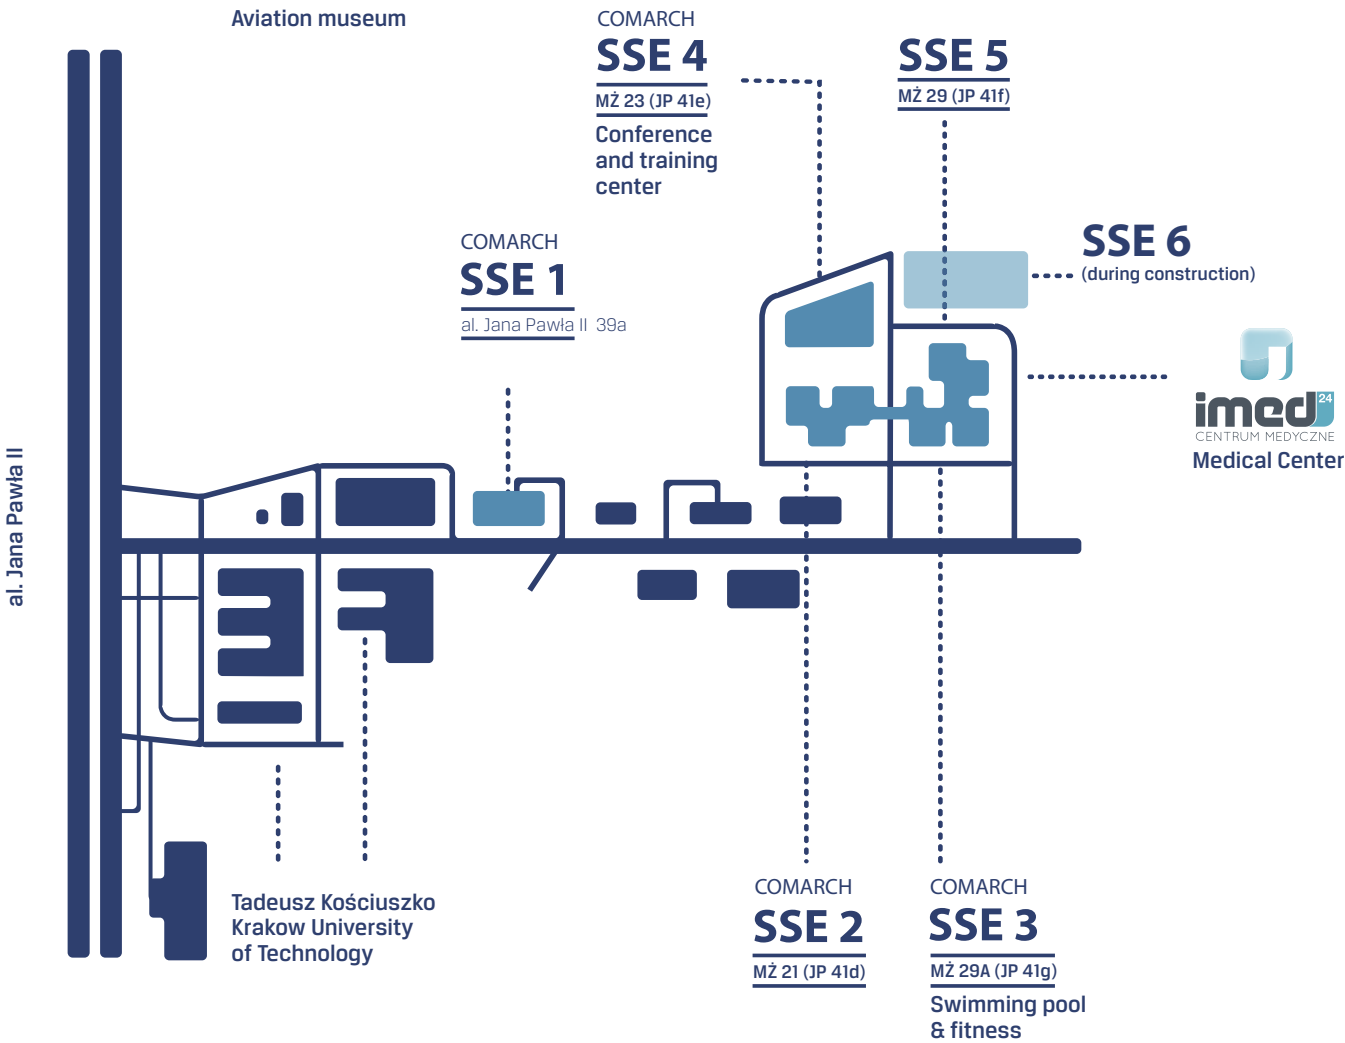 Aviation museum
COMARCH
SSE 4
MŻ 23 (JP 41e)
Conference
and training
center
SSE 5
MŻ 29 (JP 41f)
COMARCH
SSE 1
al. Jana Pawła II 39a
SSE 6
(during construction)
imed24
CENTRUM MEDYCZNE
Medical Center
al. Jana Pawła II
Tadeusz Kościuszko
Krakow University
of Technology
COMARCH
SSE 2
MŻ 21 (JP 41d)
COMARCH
SSE 3
MŻ 29A (JP 41g)
Swimming pool
& fitness